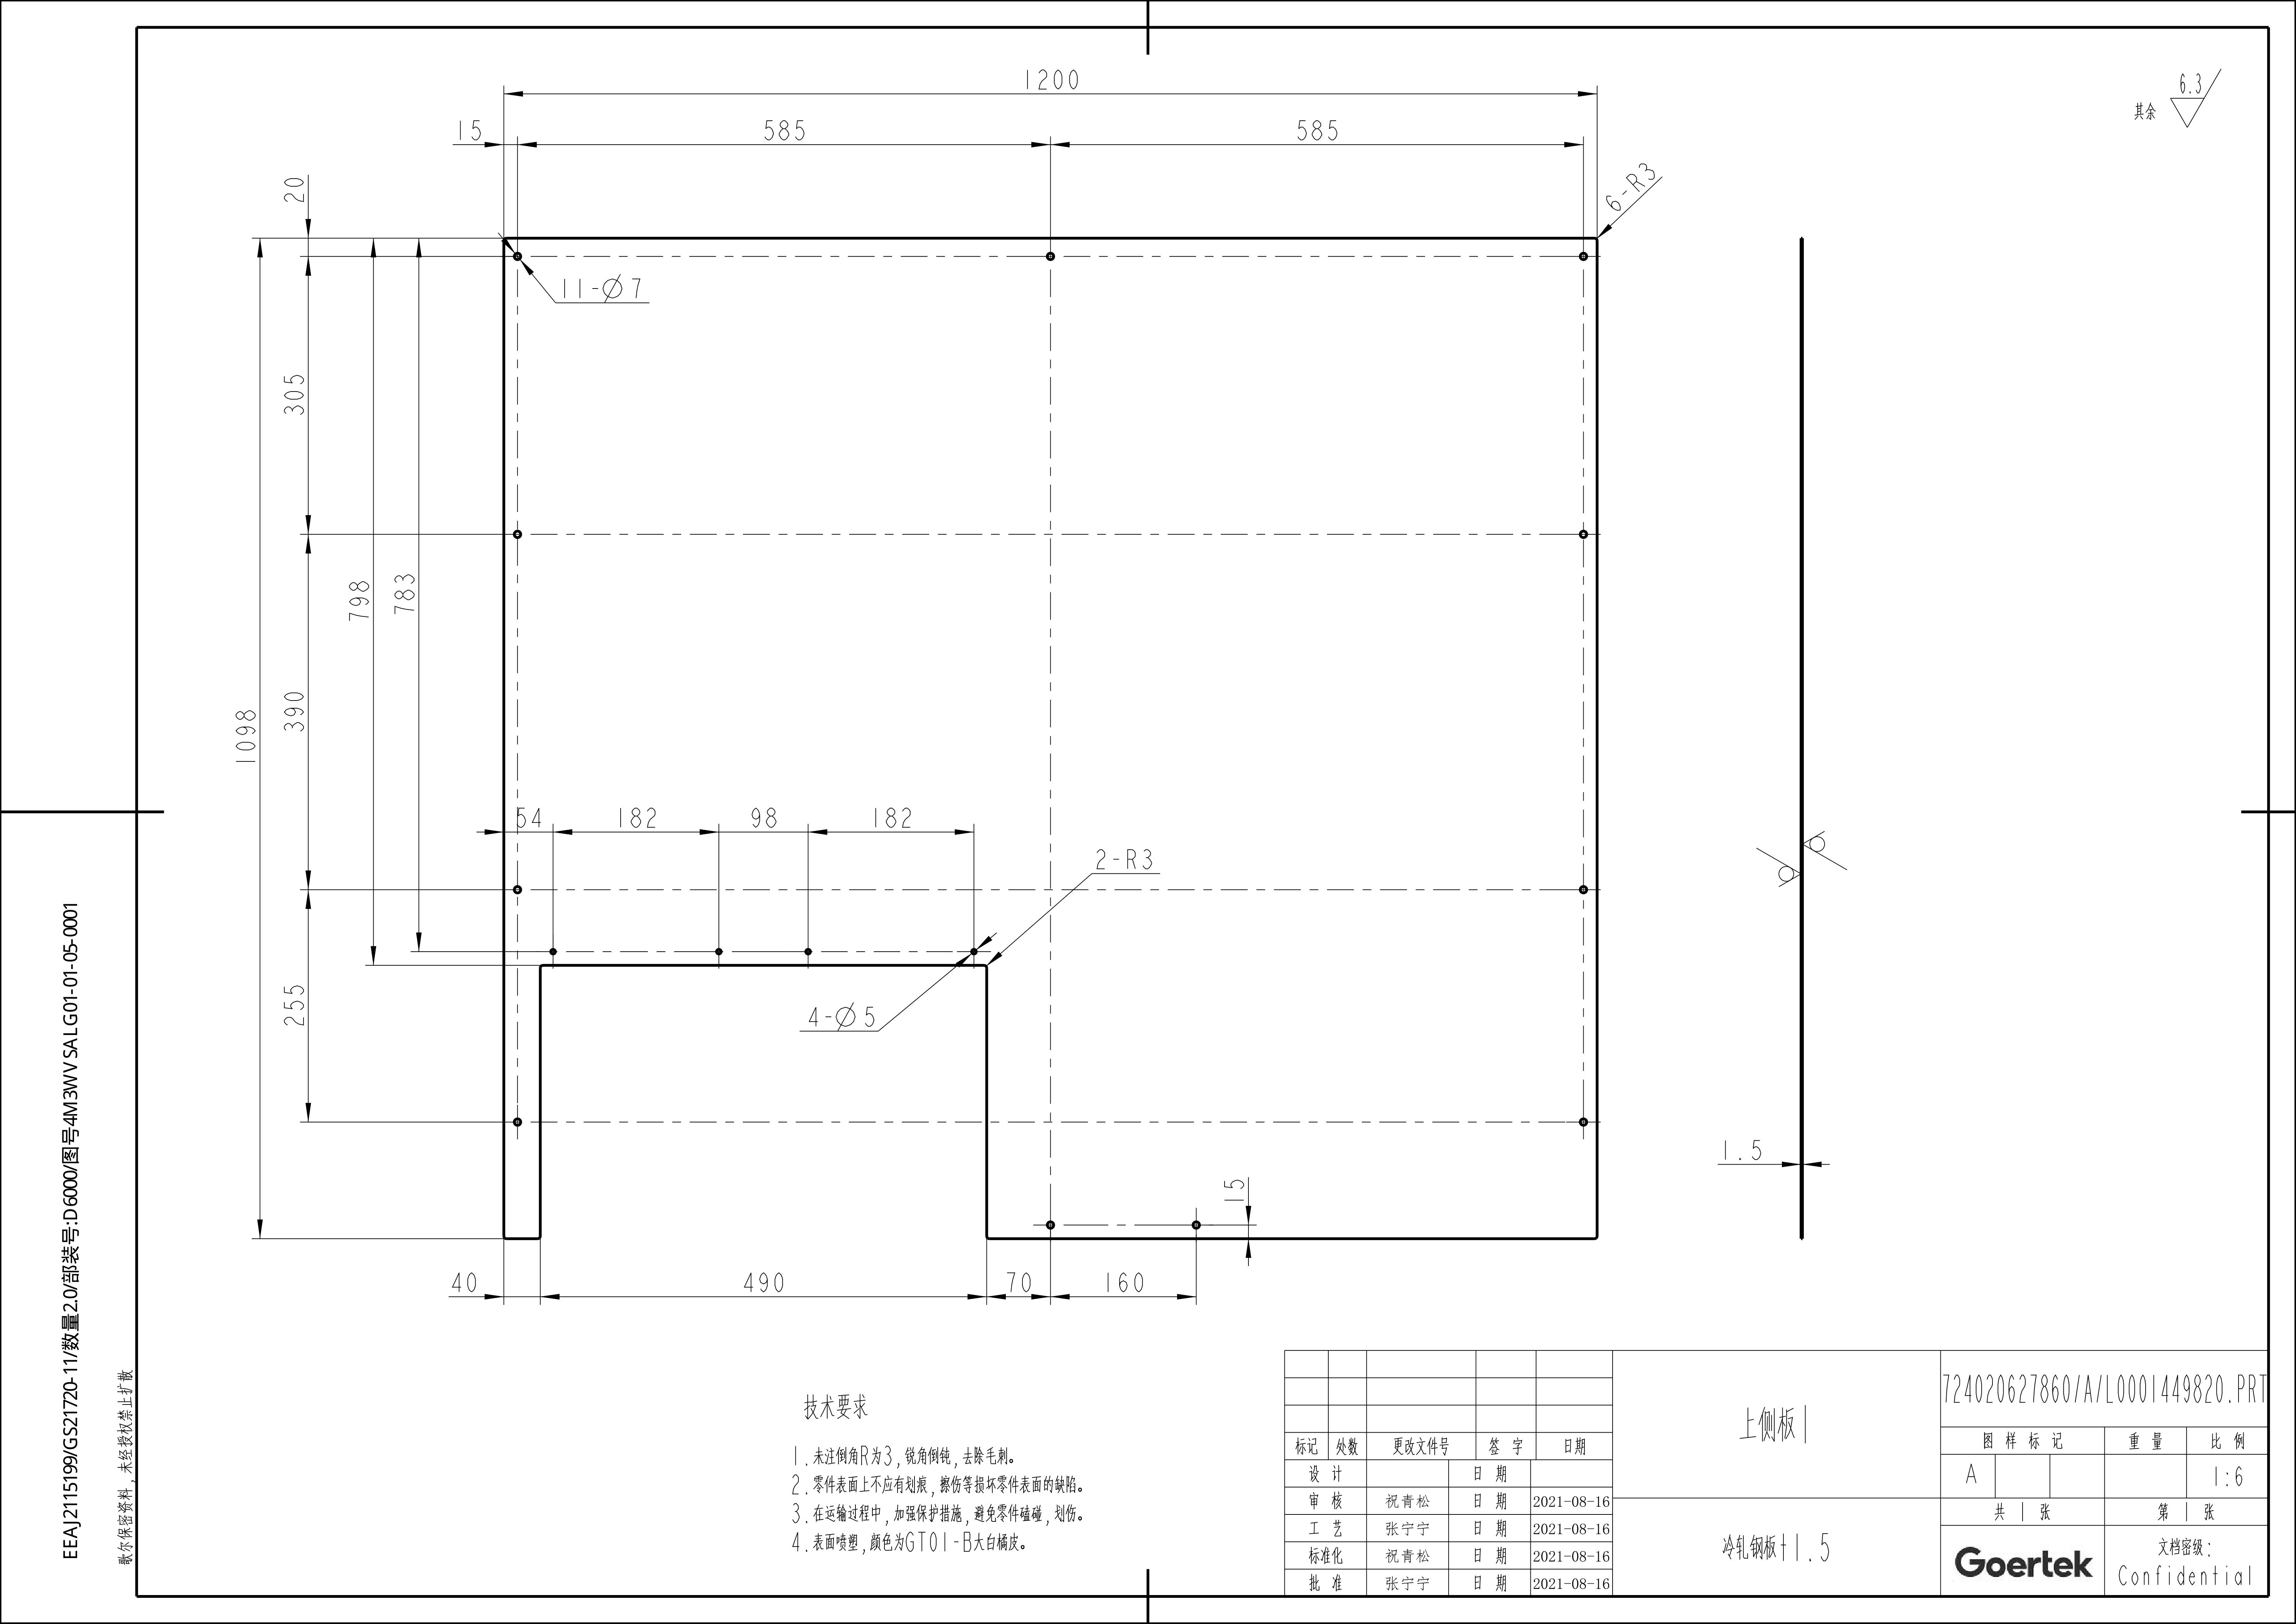 1200
6.3
其余
15
585
585
20
6-R3
11-∅7
305
798
783
390
1098
54
182
98
182
2-R3
255
4-∅5
1.5
15
40
490
70
160
EEAJ2115199/GS21720-11/数量2.0/部装号:D6000/图号4M3WVVSALG01-01-05-0001
歌尔保密资料,未经授权禁止扩散
技术要求
1.未注倒角R为3,锐角倒钝,去除毛刺。
2.零件表面上不应有划痕,擦伤等损坏零件表面的缺陷。
3.在运输过程中,加强保护措施,避免零件磕碰,划伤。
4.表面喷塑,颜色为GT01-B大白橘皮。
标记 处数 更改文件号 签 字 日期
设 计 日 期
审 核 祝青松 日 期 2021-08-16
工 艺 张宁宁 日 期 2021-08-16
标准化 祝青松 日 期 2021-08-16
批 准 张宁宁 日 期 2021-08-16
上侧板1
冷轧钢板t1.5
724020627860/A/L0001449820.PRT
图 样 标 记 重 量 比 例
A 1:6
共 1 张 第 1 张
Goertek
文档密级:
Confidential